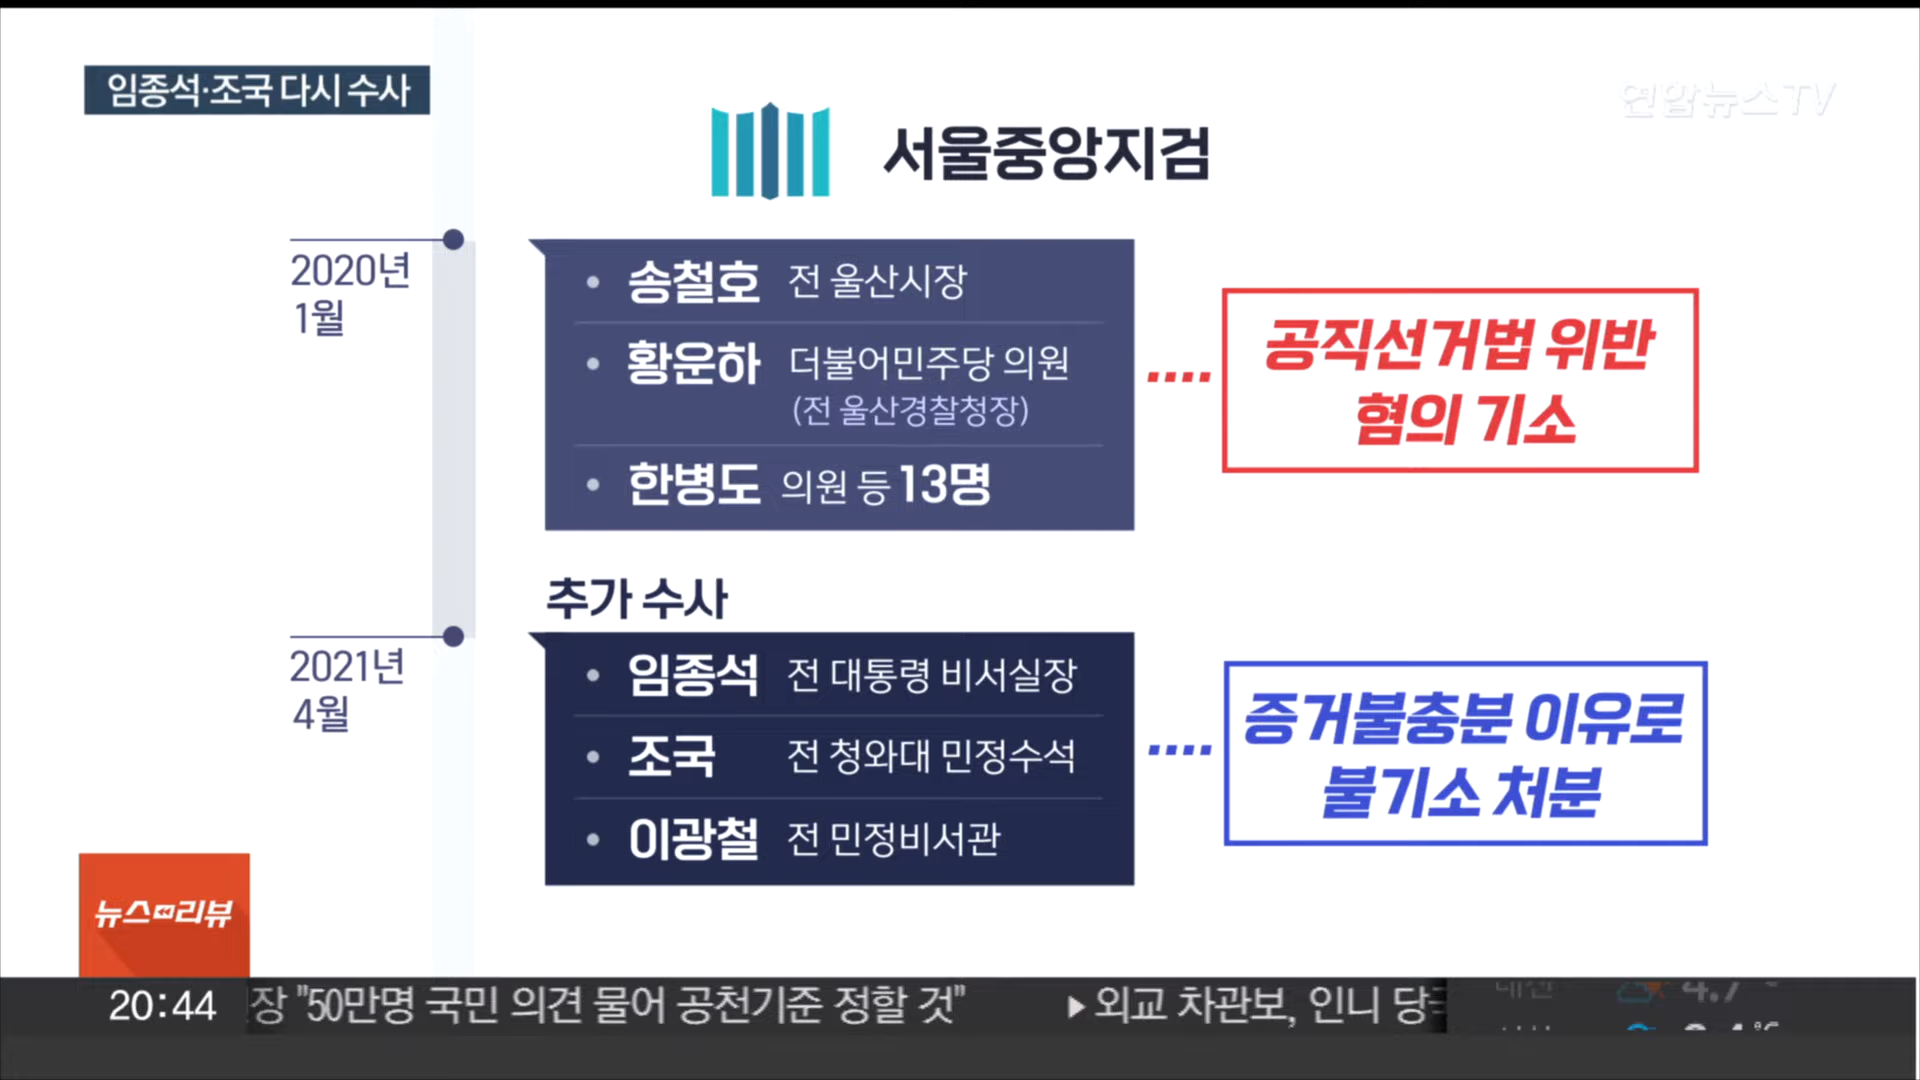 임종석·조국 다시 수사
연합뉴스TV
서울중앙지검
2020년
1월
송철호 전 울산시장
황운하 더불어민주당 의원
(전 울산경찰청장)
한병도 의원 등 13명
공직선거법 위반
혐의 기소
추가 수사
2021년
4월
임종석 전 대통령 비서실장
조국 전 청와대 민정수석
이광철 전 민정비서관
증거불충분 이유로
불기소 처분
뉴스리뷰
20:44 장 "50만명 국민 의견 물어 공천기준 정할 것" ▶외교 차관보, 인니